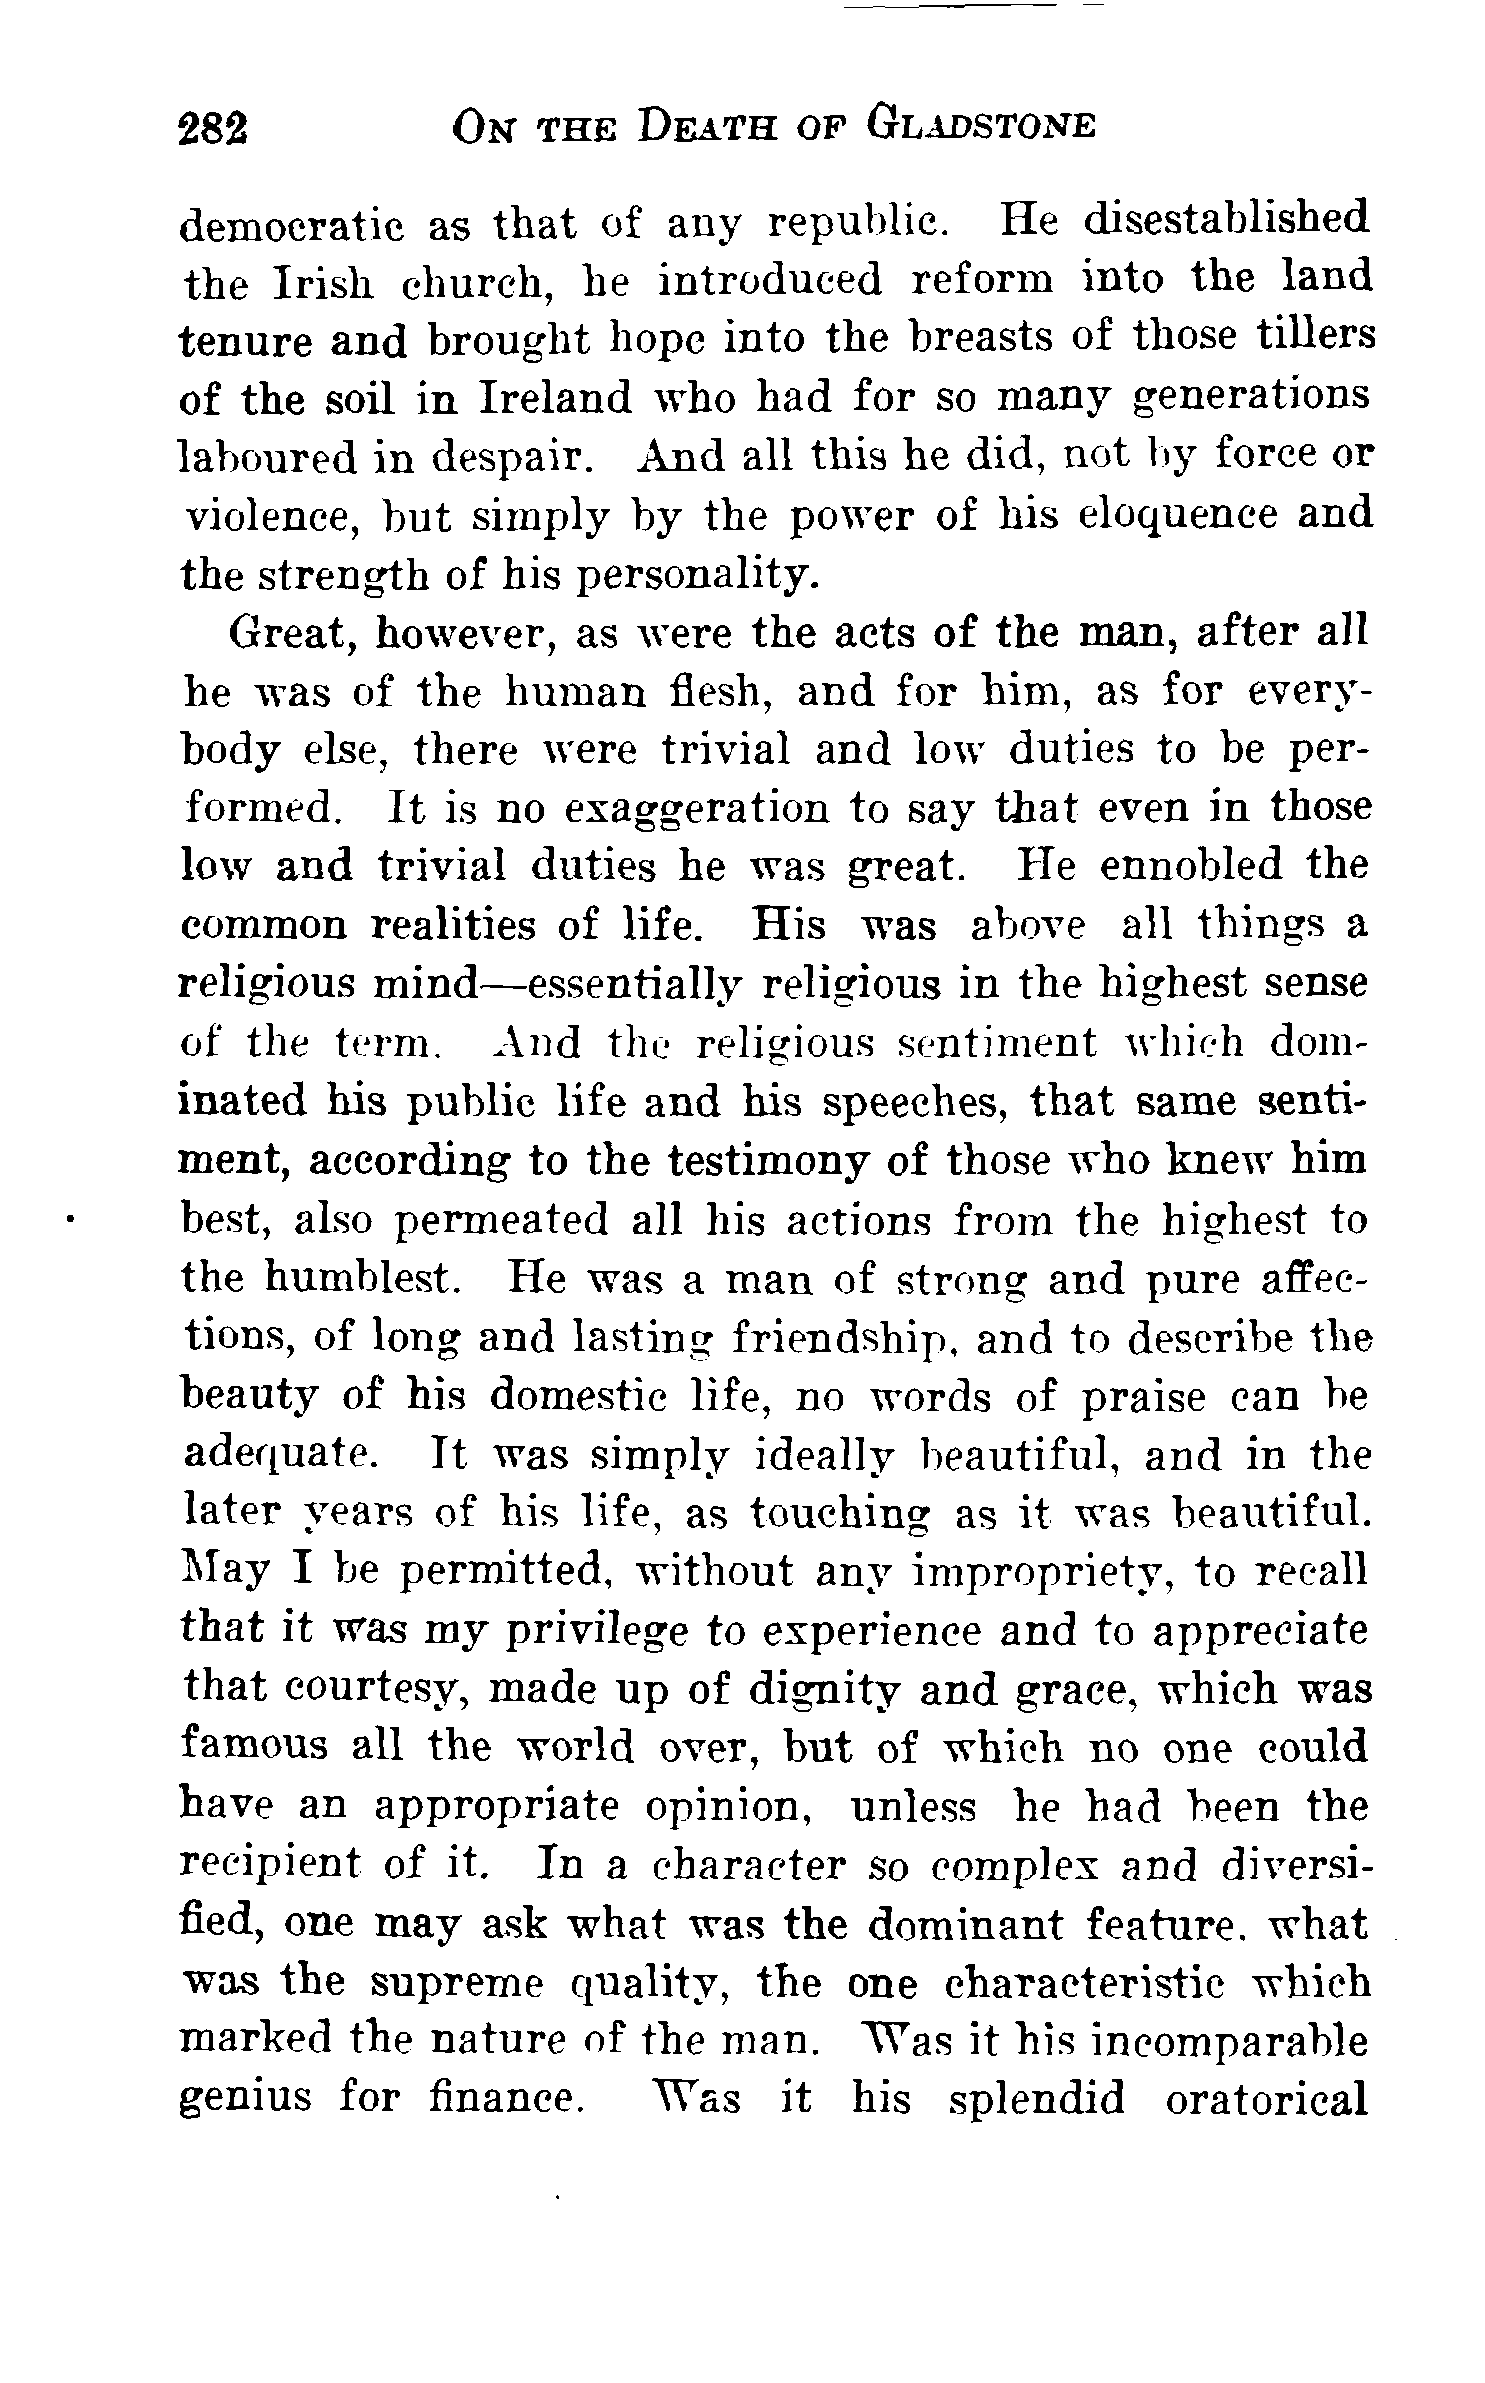 282 ON THE DEATH OF GLADSTONE
democratic as that of any republic. He disestablished
the Irish church, he introduced reform into the land
tenure and brought hope into the breasts of those tillers
of the soil in Ireland who had for so many generations
laboured in despair. And all this he did, not by force or
violence, but simply by the power of his eloquence and
the strength of his personality.
Great, however, as were the acts of the man, after all
he was of the human flesh, and for him, as for every-
body else, there were trivial and low duties to be per-
formed. It is no exaggeration to say that even in those
low and trivial duties he was great. He ennobled the
common realities of life. His was above all things a
religious mind—essentially religious in the highest sense
of the term. And the religious sentiment which dom-
inated his public life and his speeches, that same senti-
ment, according to the testimony of those who knew him
best, also permeated all his actions from the highest to
the humblest. He was a man of strong and pure affec-
tions, of long and lasting friendship, and to describe the
beauty of his domestic life, no words of praise can be
adequate. It was simply ideally beautiful, and in the
later years of his life, as touching as it was beautiful.
May I be permitted, without any impropriety, to recall
that it was my privilege to experience and to appreciate
that courtesy, made up of dignity and grace, which was
famous all the world over, but of which no one could
have an appropriate opinion, unless he had been the
recipient of it. In a character so complex and diversi-
fied, one may ask what was the dominant feature. what
was the supreme quality, the one characteristic which
marked the nature of the man. Was it his incomparable
genius for finance. Was it his splendid oratorical